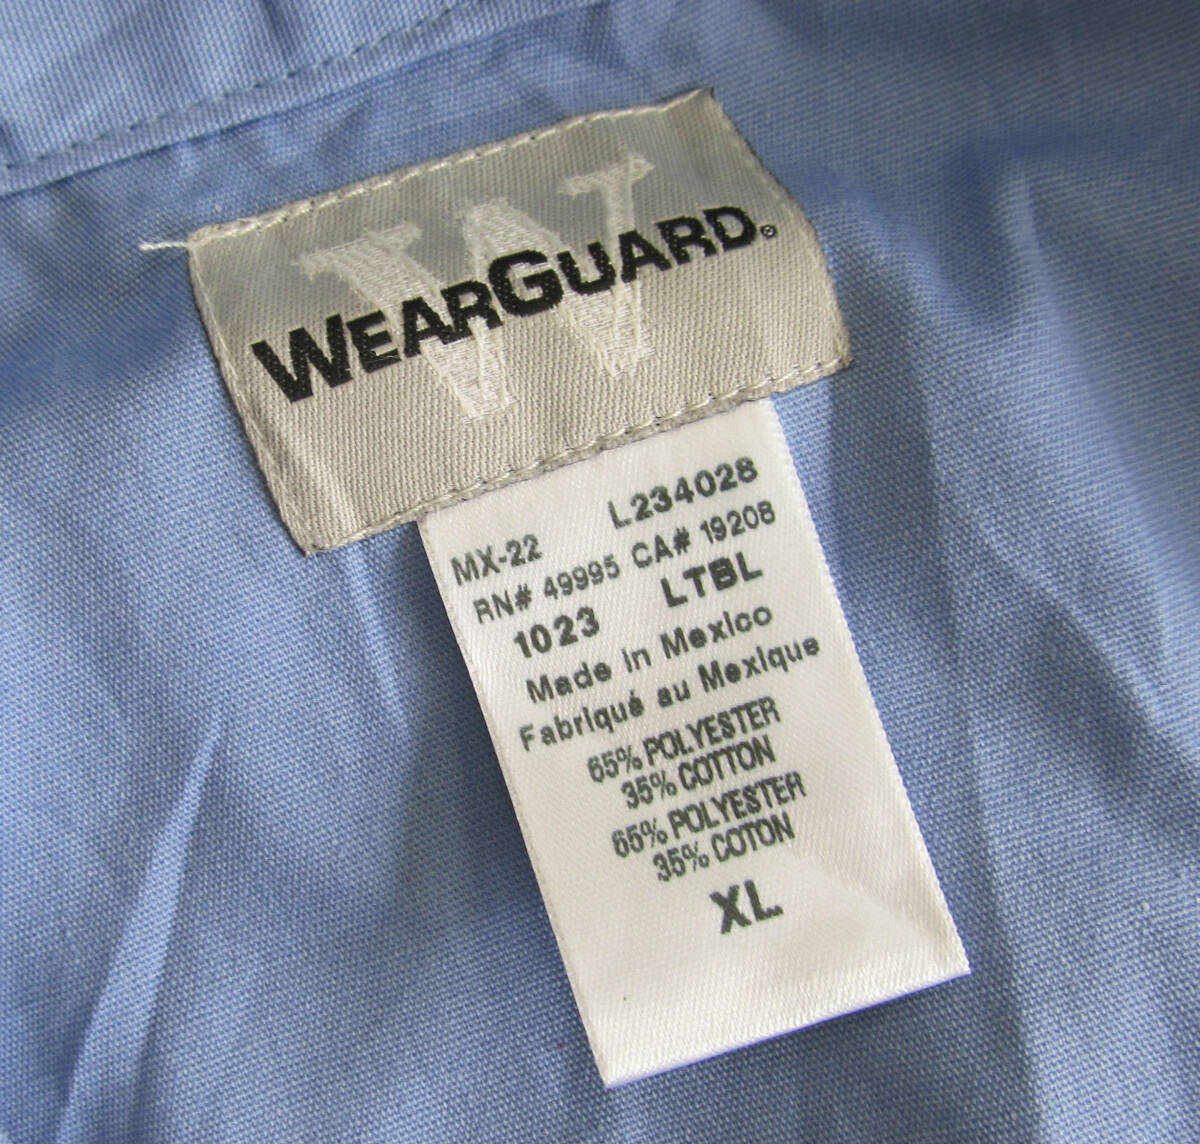 W
WEARGUARD®
MX-22 L234028
RN# 49995 CA# 19208
1023 LTBL
Made in Mexico
Fabriqué au Mexique
65% POLYESTER
35% COTTON
65% POLYESTER
35% COTON
XL